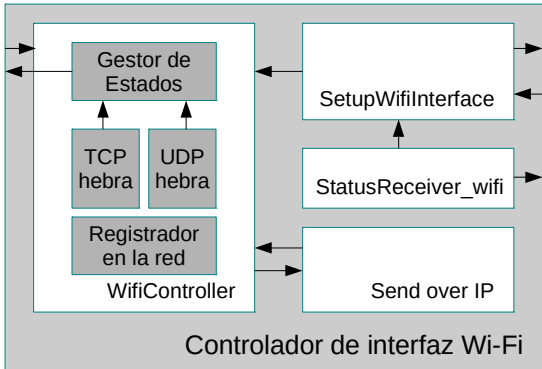 Gestor de
Estados
TCP
hebra
UDP
hebra
Registrador
en la red
WifiController
SetupWifiInterface
StatusReceiver_wifi
Send over IP
Controlador de interfaz Wi-Fi